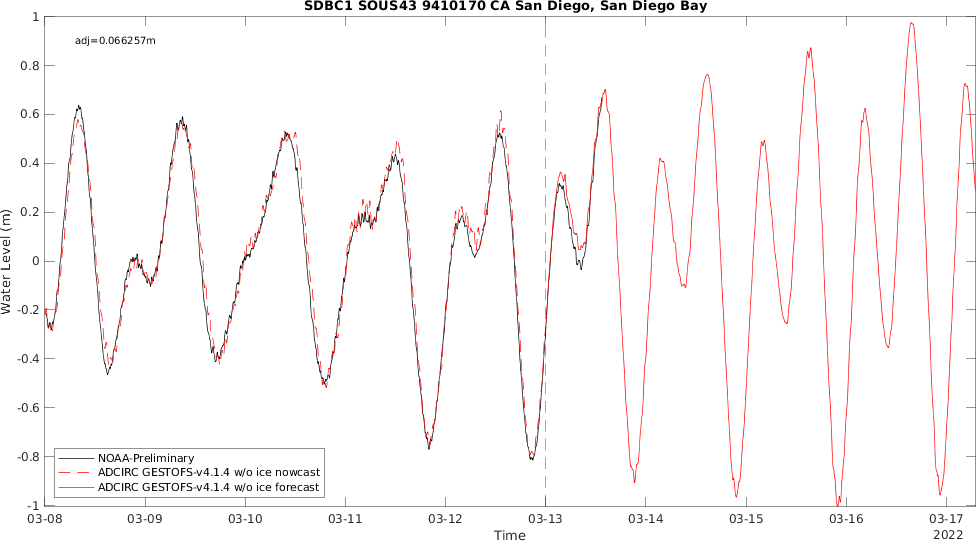 SDBC1 SOUS43 9410170 CA San Diego, San Diego Bay
adj=0.066257m
1
0.8
0.6
0.4
0.2
0
-0.2
-0.4
-0.6
-0.8
-1
Water Level (m)
NOAA-Preliminary
ADCIRC GESTOFS-v4.1.4 w/o ice nowcast
ADCIRC GESTOFS-v4.1.4 w/o ice forecast
03-08 03-09 03-10 03-11 03-12 03-13 03-14 03-15 03-16 03-17
Time
2022